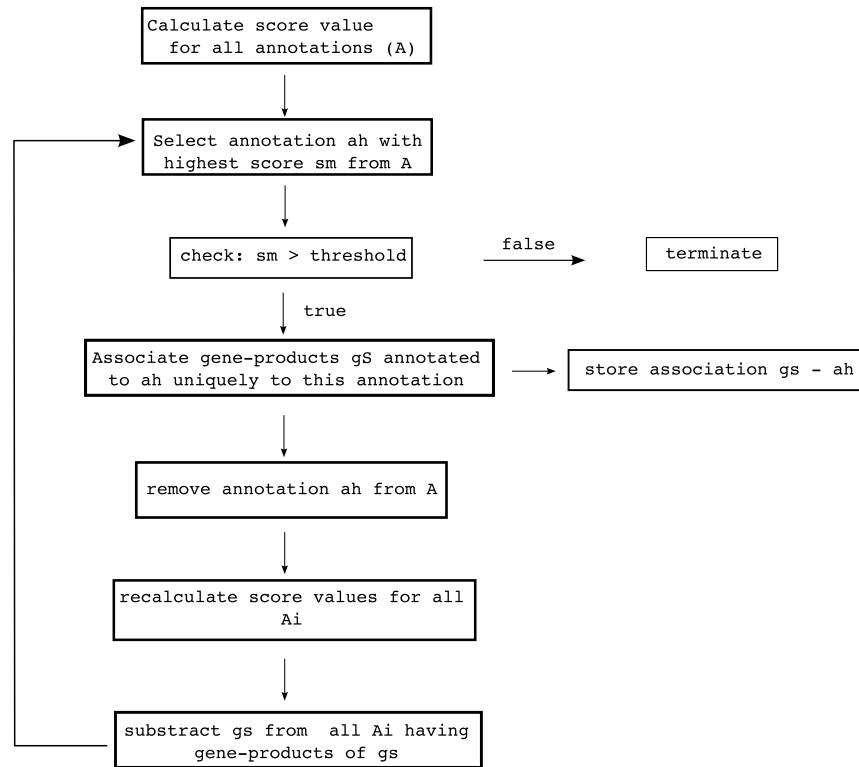 Calculate score value
for all annotations (A)
Select annotation ah with
highest score sm from A
check: sm > threshold
false
terminate
true
Associate gene-products gS annotated
to ah uniquely to this annotation
store association gs - ah
remove annotation ah from A
recalculate score values for all
Ai
substract gs from all Ai having
gene-products of gs